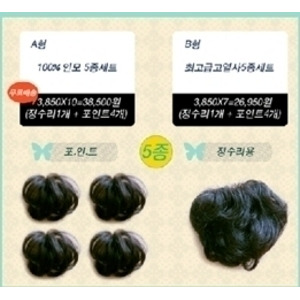 A형
100% 인모 5종세트
무료배송
3,850X10=38,500원
(정수리1개 + 포인트4개)
B형
최고급고열사5종세트
3,850X7=26,950원
(정수리1개 + 포인트4개)
포.인.트
5종
정수리용